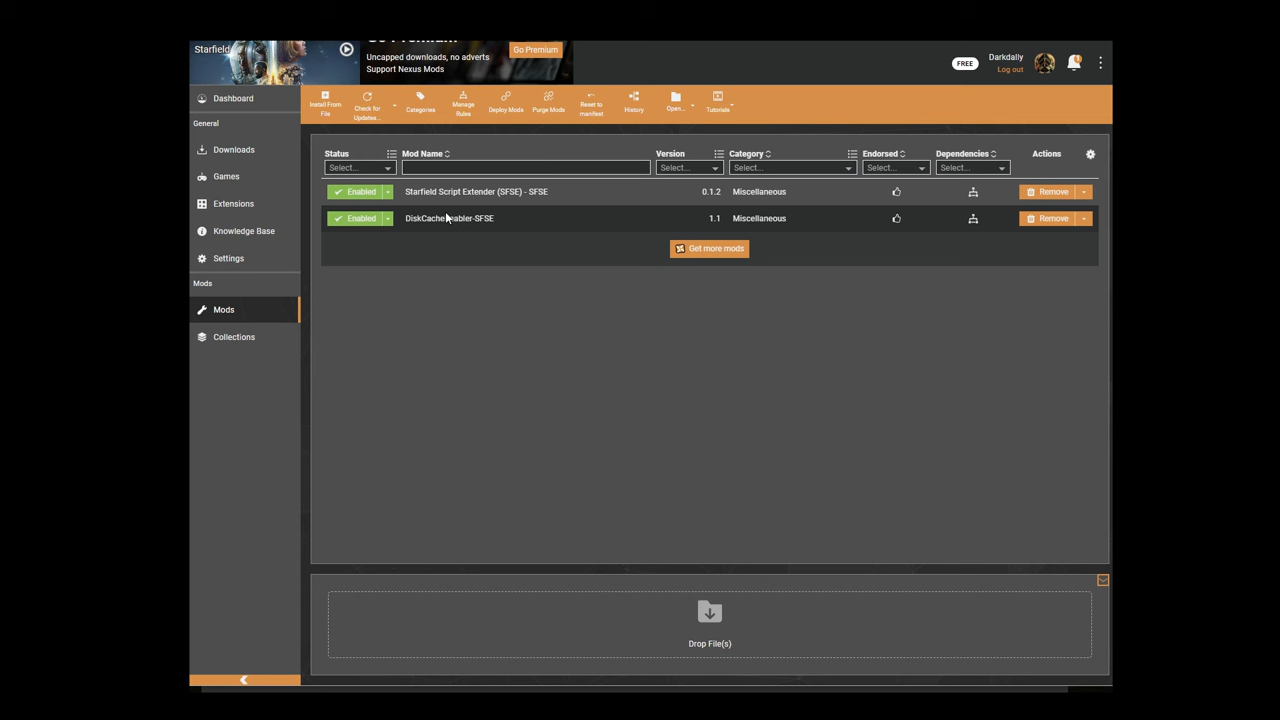 Starfield
Go Premium
Uncapped downloads, no adverts
Support Nexus Mods
Go Premium
FREE
Darkdally
Log out
1
Dashboard
General
Downloads
Games
Extensions
Knowledge Base
Settings
Mods
Mods
Collections
Install From
File
Check for
Updates...
Categories
Manage
Rules
Deploy Mods
Purge Mods
Reset to
manifest
History
Open...
Tutorials
Status Mod Name Version Category Endorsed Dependencies Actions
Select... Select... Select... Select... Select...
Enabled Starfield Script Extender (SFSE) - SFSE 0.1.2 Miscellaneous Remove
Enabled DiskCacheEnabler-SFSE 1.1 Miscellaneous Remove
Get more mods
Drop File(s)